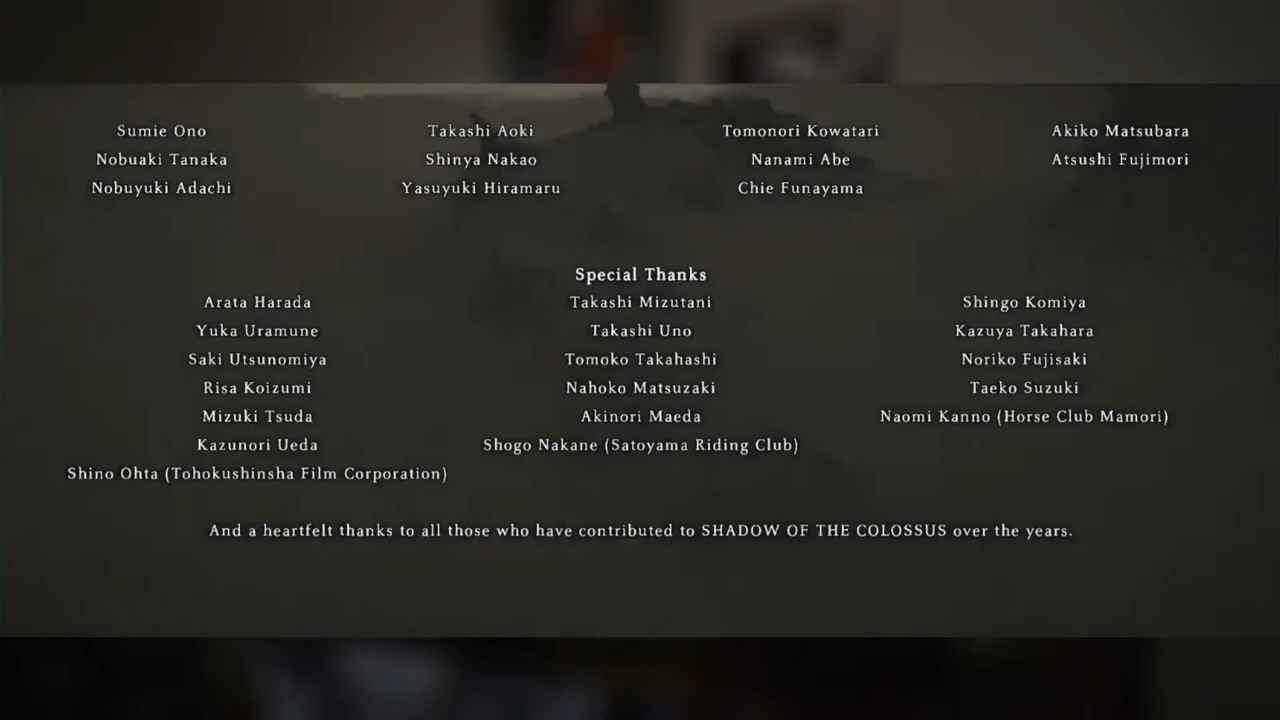 Sumie Ono Takashi Aoki Tomonori Kowatari Akiko Matsubara
Nobuaki Tanaka Shinya Nakao Nanami Abe Atsushi Fujimori
Nobuyuki Adachi Yasuyuki Hiramaru Chie Funayama
Special Thanks
Arata Harada Takashi Mizutani Shingo Komiya
Yuka Uramune Takashi Uno Kazuya Takahara
Saki Utsunomiya Tomoko Takahashi Noriko Fujisaki
Risa Koizumi Nahoko Matsuzaki Taeko Suzuki
Mizuki Tsuda Akinori Maeda Naomi Kanno (Horse Club Mamori)
Kazunori Ueda Shogo Nakane (Satoyama Riding Club)
Shino Ohta (Tohokushinsha Film Corporation)
And a heartfelt thanks to all those who have contributed to SHADOW OF THE COLOSSUS over the years.